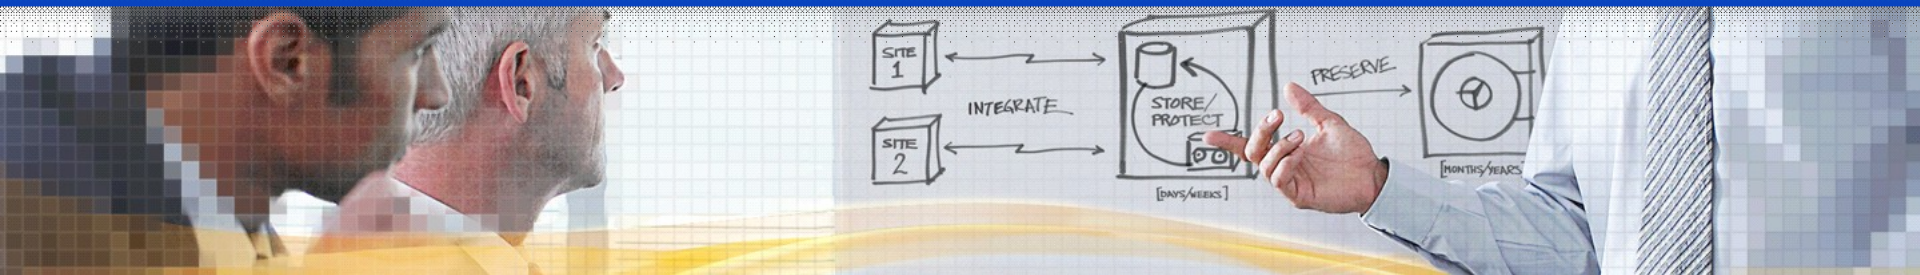 SITE
1
INTEGRATE
SITE
2
STORE/
PROTECT
[DAYS/WEEKS]
PRESERVE
[MONTHS/YEARS]